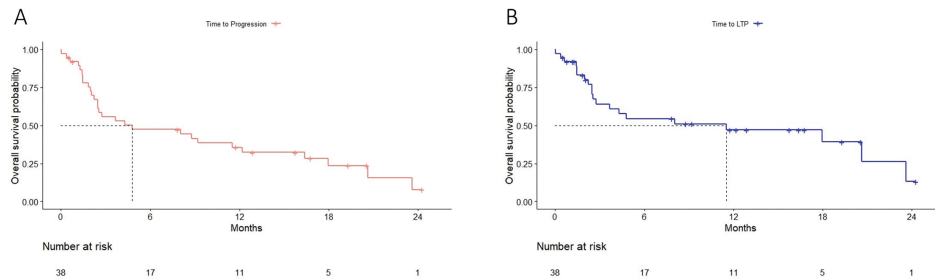 A
Time to Progression
1.00
0.75
0.50
0.25
0.00
Overall survival probability
0 6 12 18 24
Months
Number at risk
38 17 11 5 1
B
Time to LTP
1.00
0.75
0.50
0.25
0.00
Overall survival probability
0 6 12 18 24
Months
Number at risk
38 17 11 5 1